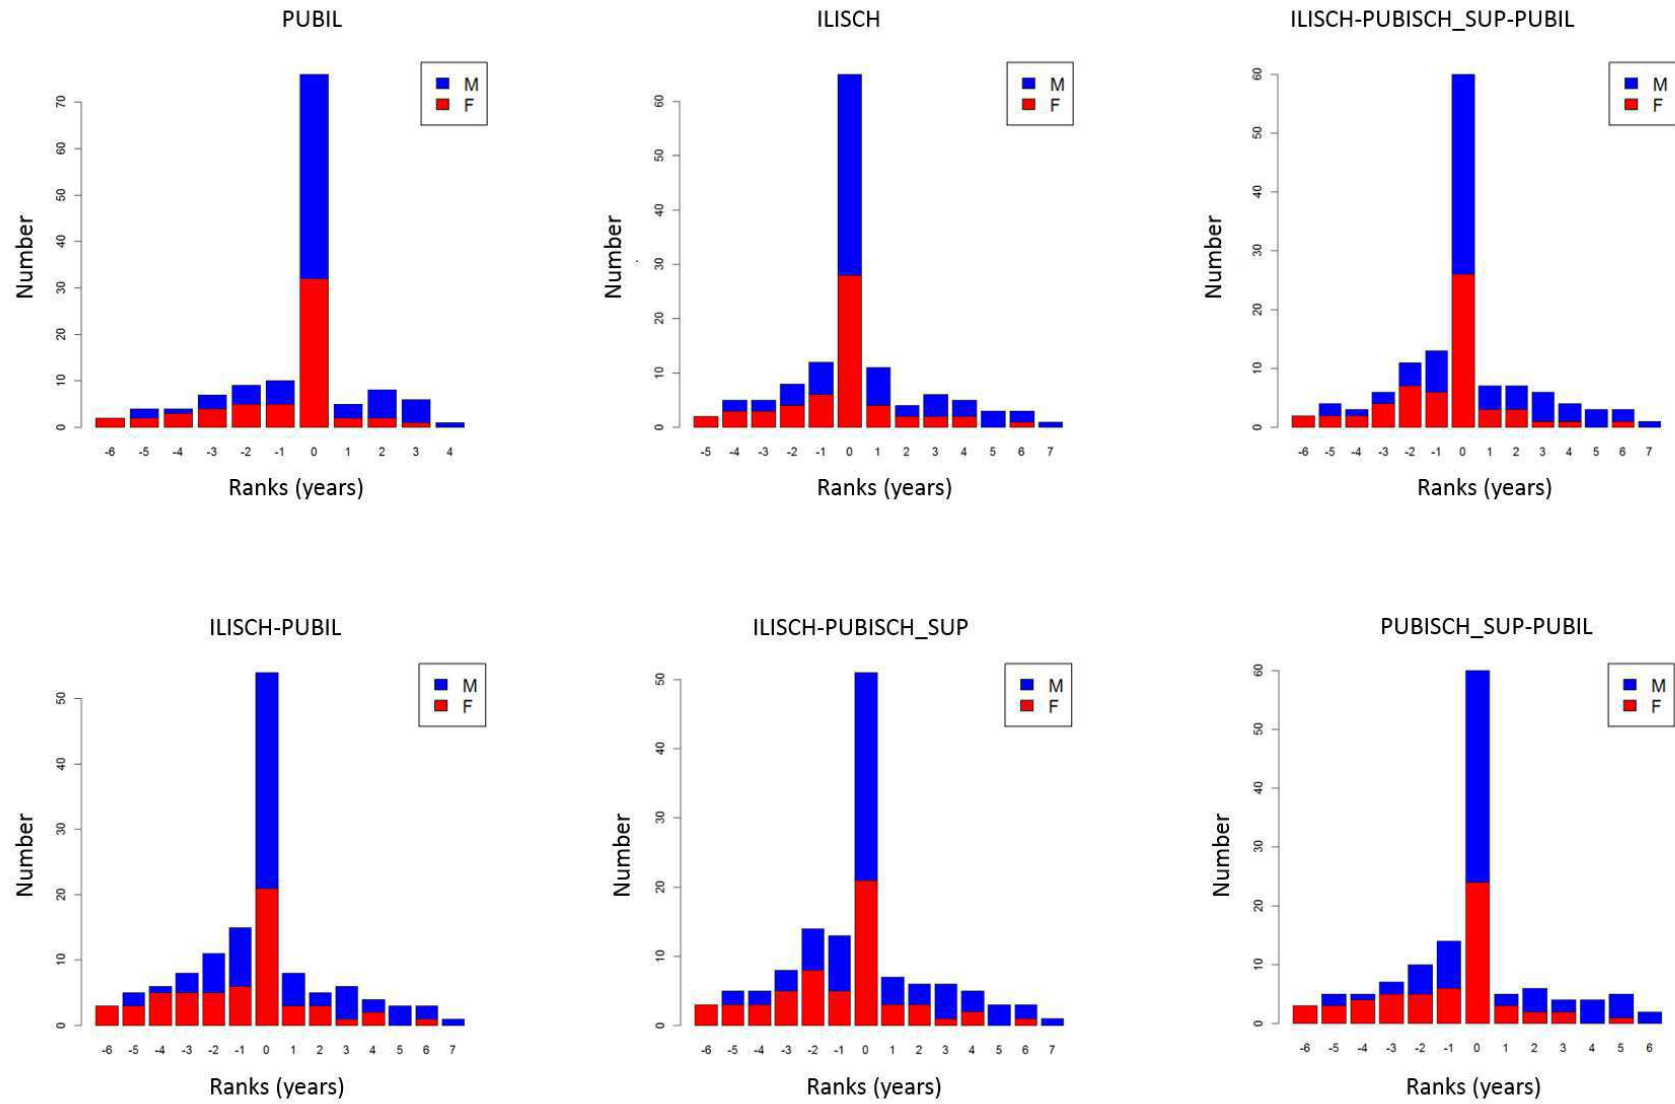 PUBIL
M
F
70
60
50
40
30
20
10
0
Number
-6 -5 -4 -3 -2 -1 0 1 2 3 4
Ranks (years)
ILISCH
M
F
60
50
40
30
20
10
0
Number
-5 -4 -3 -2 -1 0 1 2 3 4 5 6 7
Ranks (years)
ILISCH-PUBISCH_SUP-PUBIL
M
F
60
50
40
30
20
10
0
Number
-6 -5 -4 -3 -2 -1 0 1 2 3 4 5 6 7
Ranks (years)
ILISCH-PUBIL
M
F
50
40
30
20
10
0
Number
-6 -5 -4 -3 -2 -1 0 1 2 3 4 5 6 7
Ranks (years)
ILISCH-PUBISCH_SUP
M
F
50
40
30
20
10
0
Number
-6 -5 -4 -3 -2 -1 0 1 2 3 4 5 6 7
Ranks (years)
PUBISCH_SUP-PUBIL
M
F
60
50
40
30
20
10
0
Number
-6 -5 -4 -3 -2 -1 0 1 2 3 4 5 6
Ranks (years)